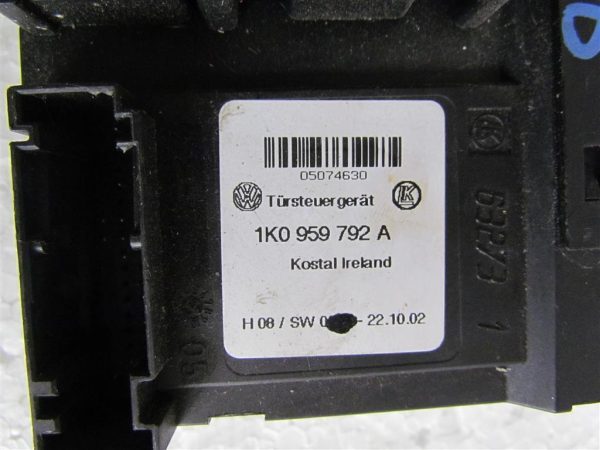 05074630
Türsteuergerät
1K0 959 792 A
Kostal Ireland
H 08 / SW - 22.10.02